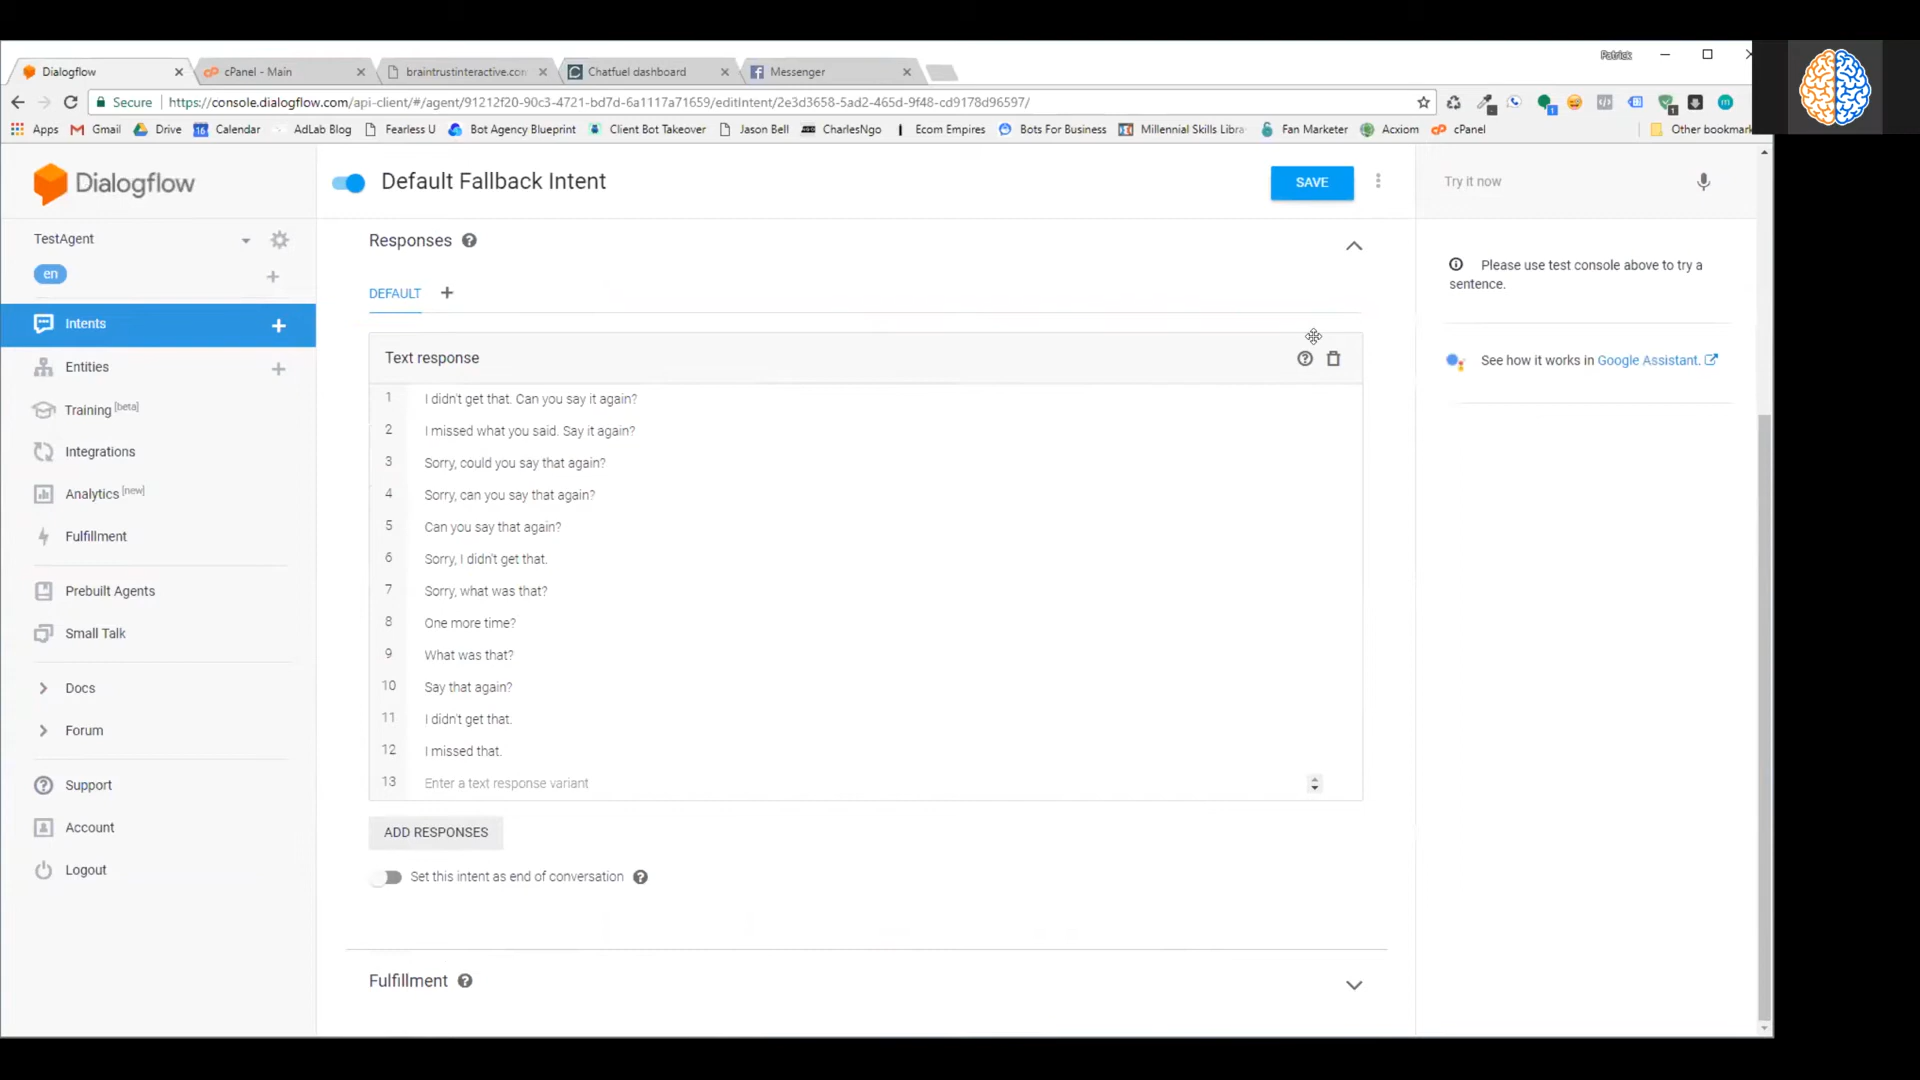 Patrick
Dialogflow
cPanel - Main
braintrustinteractive.com
Chatfuel dashboard
Messenger
Secure
https://console.dialogflow.com/api-client/#/agent/91212f20-90c3-4721-bd7d-6a1117a71659/editIntent/2e3d3658-5ad2-465d-9f48-cd9178d96597/
Apps
Gmail
Drive
Calendar
AdLab Blog
Fearless U
Bot Agency Blueprint
Client Bot Takeover
Jason Bell
CharlesNgo
Ecom Empires
Bots For Business
Millennial Skills Libra
Fan Marketer
Acxiom
cPanel
Other bookmark
Dialogflow
Default Fallback Intent
SAVE
Try it now
TestAgent
en
Intents
Entities
Training [beta]
Integrations
Analytics [new]
Fulfillment
Prebuilt Agents
Small Talk
Docs
Forum
Support
Account
Logout
Responses
DEFAULT
Text response
1 I didn't get that. Can you say it again?
2 I missed what you said. Say it again?
3 Sorry, could you say that again?
4 Sorry, can you say that again?
5 Can you say that again?
6 Sorry, I didn't get that.
7 Sorry, what was that?
8 One more time?
9 What was that?
10 Say that again?
11 I didn't get that.
12 I missed that.
13 Enter a text response variant
ADD RESPONSES
Set this intent as end of conversation
Fulfillment
Please use test console above to try a
sentence.
See how it works in Google Assistant.